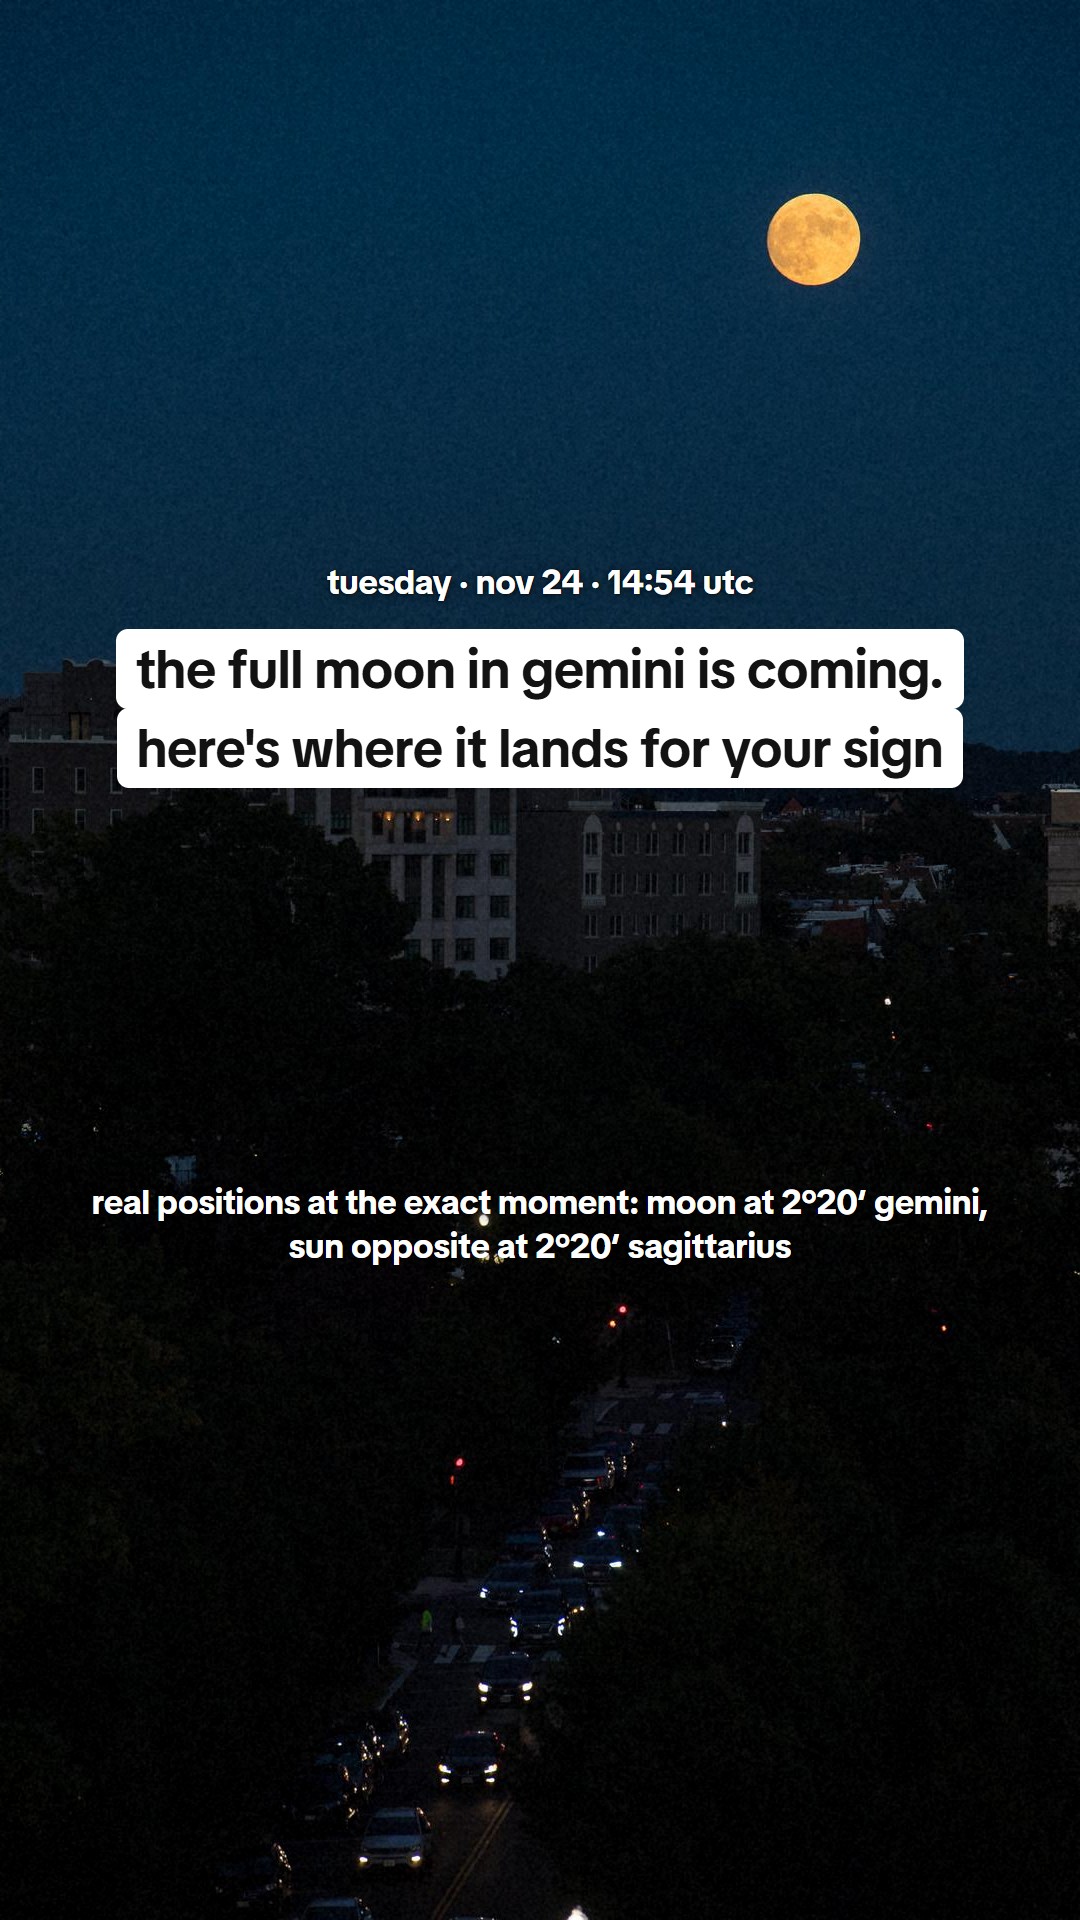 tuesday · nov 24 · 14:54 utc
the full moon in gemini is coming.
here's where it lands for your sign
real positions at the exact moment: moon at 2°20′ gemini,
sun opposite at 2°20′ sagittarius